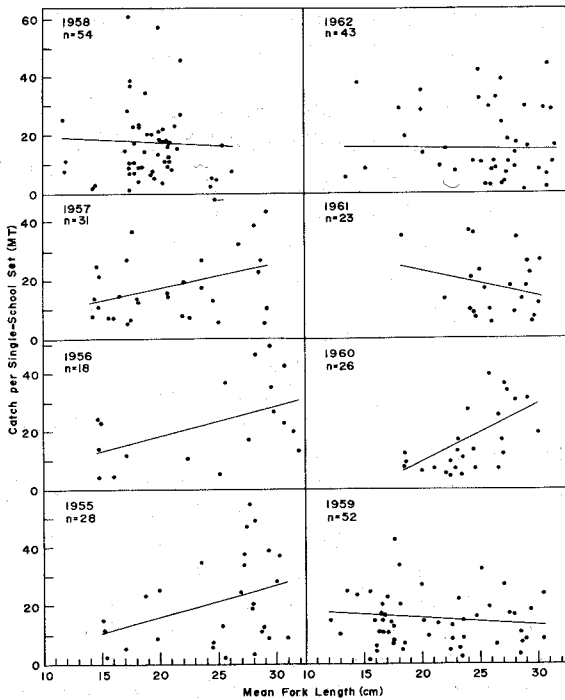 1958
n=54
1962
n=43
60
40
20
0
1957
n=31
1961
n=23
40
20
0
1956
n=18
1960
n=26
40
20
0
1955
n=28
1959
n=52
40
20
0
10 15 20 25 30 10 15 20 25 30
Catch per Single-School Set (MT)
Mean Fork Length (cm)